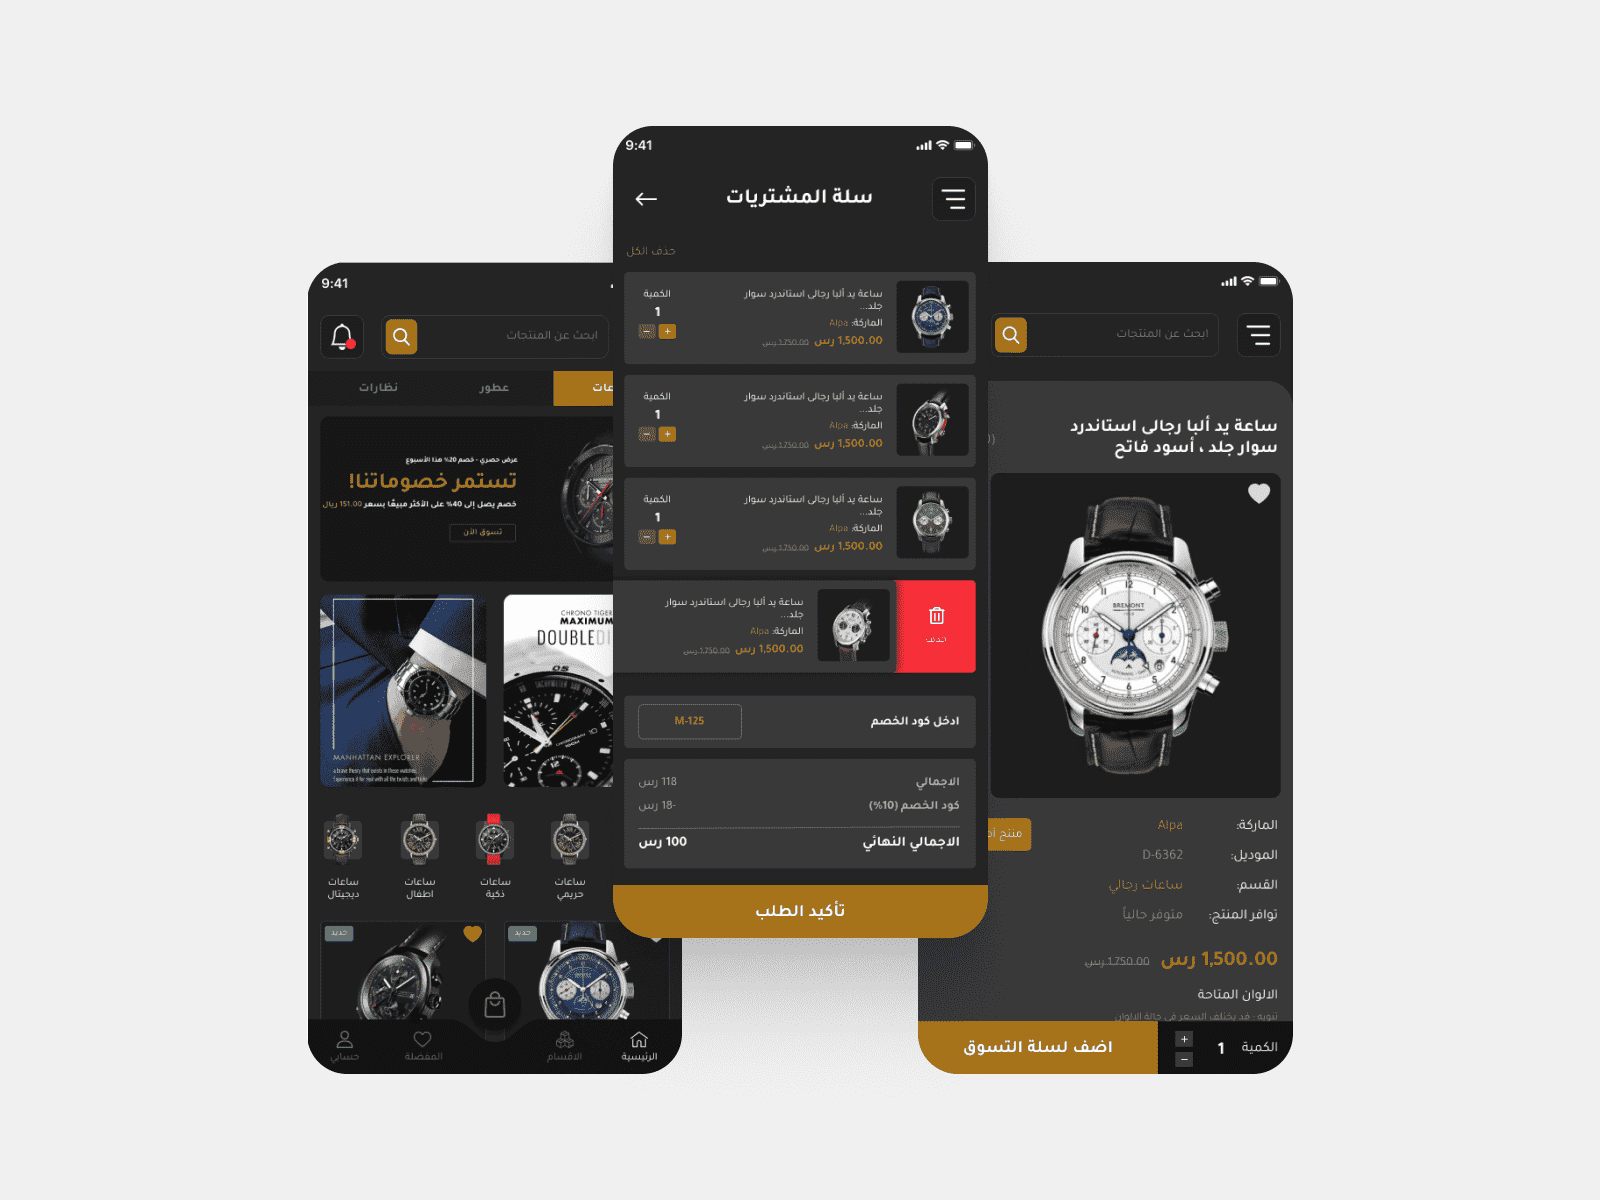 9:41
سلة المشتريات
حذف الكل
ساعة يد ألبا رجالى استاندرد سوار
جلد...
الماركة: Alpa
1,500.00 رس 1,750.00 رس
الكمية
1
ساعة يد ألبا رجالى استاندرد سوار
جلد...
الماركة: Alpa
1,500.00 رس 1,750.00 رس
الكمية
1
ساعة يد ألبا رجالى استاندرد سوار
جلد...
الماركة: Alpa
1,500.00 رس 1,750.00 رس
الكمية
1
ساعة يد ألبا رجالى استاندرد سوار
جلد...
الماركة: Alpa
1,500.00 رس 1,750.00 رس
حذف
ادخل كود الخصم
M-125
الاجمالي 118 رس
كود الخصم (10%) -18 رس
الاجمالي النهائي 100 رس
تأكيد الطلب
ابحث عن المنتجات
ساعة يد ألبا رجالى استاندرد
سوار جلد ، أسود فاتح
BREMONT
الماركة: Alpa
الموديل: D-6362
القسم: ساعات رجالي
توافر المنتج: متوفر حالياً
منتج
1,500.00 رس 1,750.00 رس
الالوان المتاحة
تنويه : قد يختلف السعر في حالة الالوان
الكمية 1
اضف لسلة التسوق
9:41
ابحث عن المنتجات
عطور
نظارات
عرض حصري - خصم 20% هذا الأسبوع
تستمر خصوماتنا!
خصم يصل إلى 40% على الأكثر مبيعًا بسعر 151.00 ريال
تسوق الآن
MANHATTAN EXPLORER
CHRONO TIGER
MAXIMUM
ساعات
حريمي
ساعات
ذكية
ساعات
اطفال
ساعات
ديجيتال
جديد
جديد
الرئيسية
الاقسام
المفضلة
حسابي